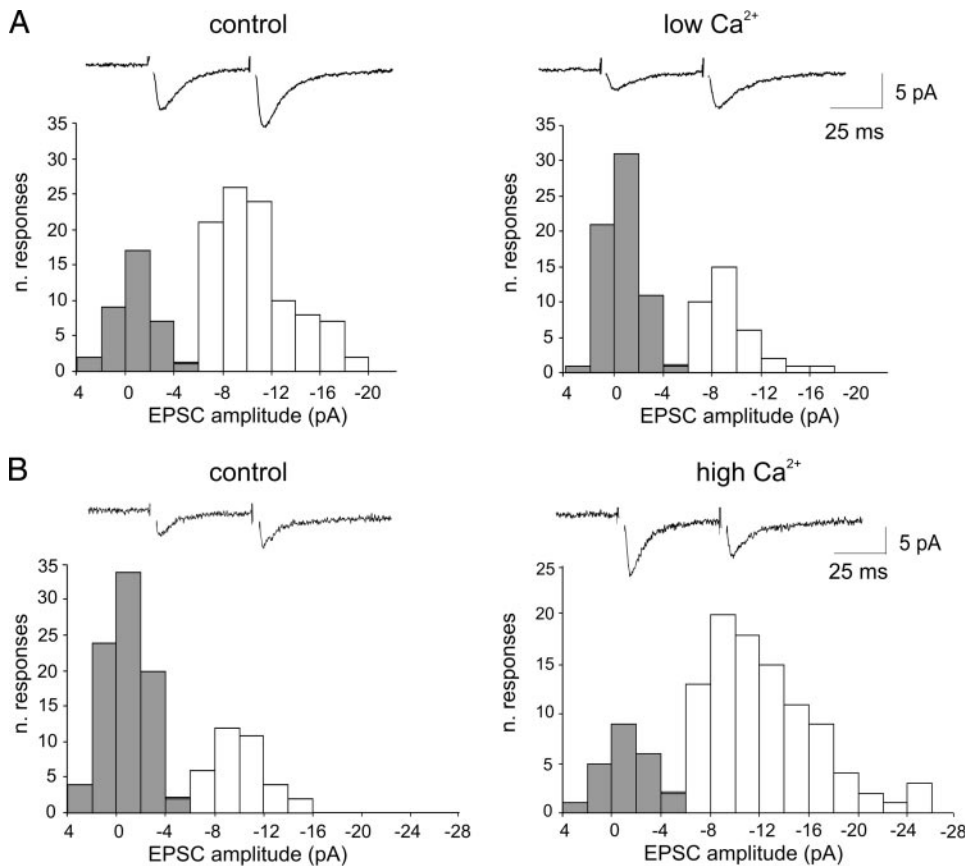 A
control
low Ca²⁺
5 pA
25 ms
35
30
25
20
15
10
5
0
n. responses
4 0 -4 -8 -12 -16 -20
EPSC amplitude (pA)
35
30
25
20
15
10
5
0
n. responses
4 0 -4 -8 -12 -16 -20
EPSC amplitude (pA)
B
control
high Ca²⁺
5 pA
25 ms
35
30
25
20
15
10
5
0
n. responses
4 0 -4 -8 -12 -16 -20 -24 -28
EPSC amplitude (pA)
25
20
15
10
5
0
n. responses
4 0 -4 -8 -12 -16 -20 -24 -28
EPSC amplitude (pA)